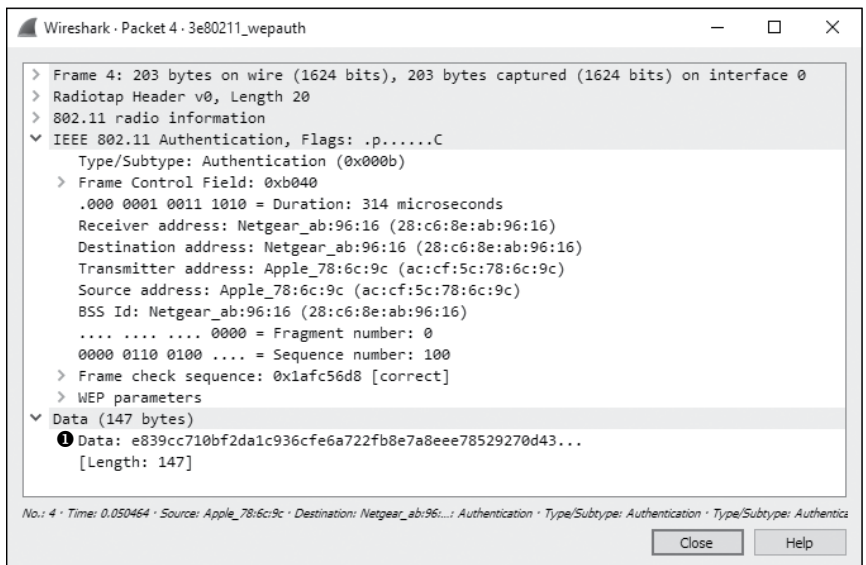 Wireshark · Packet 4 · 3e80211_wepauth
> Frame 4: 203 bytes on wire (1624 bits), 203 bytes captured (1624 bits) on interface 0
> Radiotap Header v0, Length 20
> 802.11 radio information
IEEE 802.11 Authentication, Flags: .p......C
Type/Subtype: Authentication (0x000b)
> Frame Control Field: 0xb040
.000 0001 0011 1010 = Duration: 314 microseconds
Receiver address: Netgear_ab:96:16 (28:c6:8e:ab:96:16)
Destination address: Netgear_ab:96:16 (28:c6:8e:ab:96:16)
Transmitter address: Apple_78:6c:9c (ac:cf:5c:78:6c:9c)
Source address: Apple_78:6c:9c (ac:cf:5c:78:6c:9c)
BSS Id: Netgear_ab:96:16 (28:c6:8e:ab:96:16)
.... .... .... 0000 = Fragment number: 0
0000 0110 0100 .... = Sequence number: 100
> Frame check sequence: 0x1afc56d8 [correct]
> WEP parameters
Data (147 bytes)
❶ Data: e839cc710bf2da1c936cfe6a722fb8e7a8eee78529270d43...
[Length: 147]
No.: 4 · Time: 0.050464 · Source: Apple_78:6c:9c · Destination: Netgear_ab:96:...: Authentication · Type/Subtype: Authentication · Type/Subtype: Authentica
Close
Help